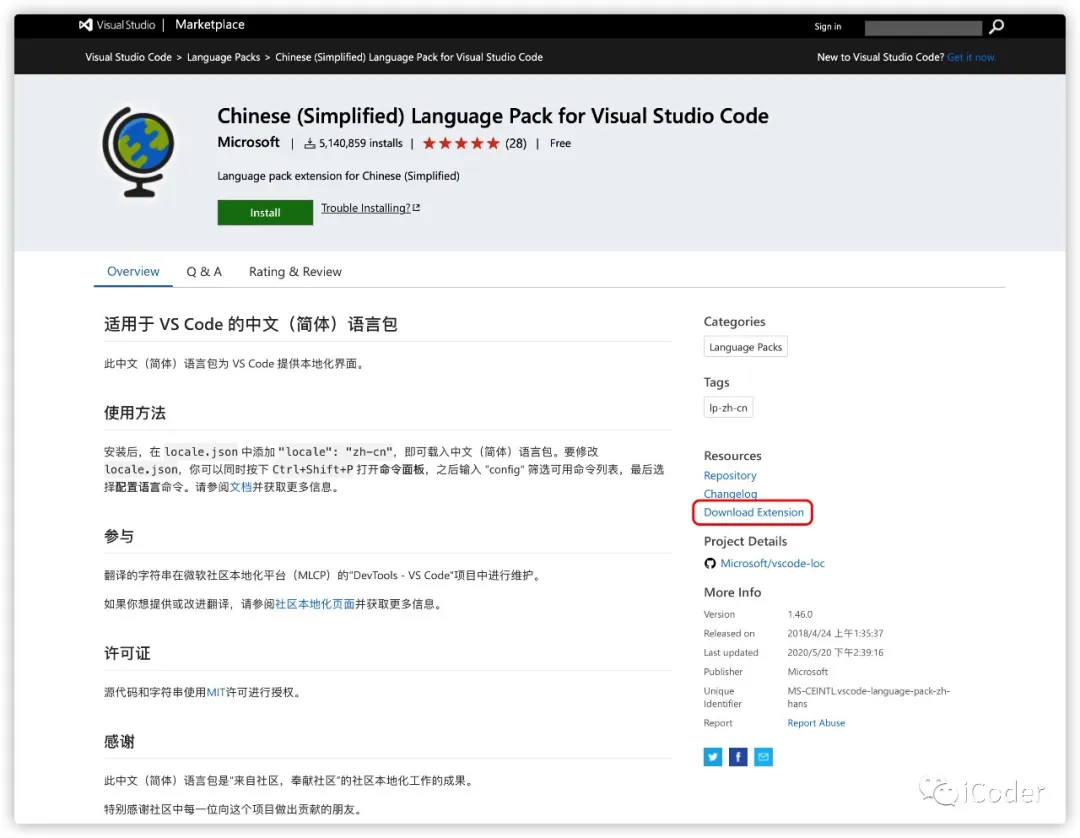 Visual Studio | Marketplace
Sign in
Visual Studio Code > Language Packs > Chinese (Simplified) Language Pack for Visual Studio Code
New to Visual Studio Code? Get it now.
Chinese (Simplified) Language Pack for Visual Studio Code
Microsoft | 5,140,859 installs | (28) | Free
Language pack extension for Chinese (Simplified)
Install
Trouble Installing?
Overview
Q & A
Rating & Review
适用于 VS Code 的中文（简体）语言包
此中文（简体）语言包为 VS Code 提供本地化界面。
使用方法
安装后，在 locale.json 中添加 "locale": "zh-cn"，即可载入中文（简体）语言包。要修改
locale.json，你可以同时按下 Ctrl+Shift+P 打开命令面板，之后输入 "config" 筛选可用命令列表，最后选
择配置语言命令。请参阅文档并获取更多信息。
参与
翻译的字符串在微软社区本地化平台（MLCP）的"DevTools - VS Code"项目中进行维护。
如果你想提供或改进翻译，请参阅社区本地化页面并获取更多信息。
许可证
源代码和字符串使用MIT许可进行授权。
感谢
此中文（简体）语言包是"来自社区，奉献社区"的社区本地化工作的成果。
特别感谢社区中每一位向这个项目做出贡献的朋友。
Categories
Language Packs
Tags
lp-zh-cn
Resources
Repository
Changelog
Download Extension
Project Details
Microsoft/vscode-loc
More Info
Version 1.46.0
Released on 2018/4/24 上午1:35:37
Last updated 2020/5/20 下午2:39:16
Publisher Microsoft
Unique MS-CEINTL.vscode-language-pack-zh-
Identifier hans
Report Report Abuse
iCoder